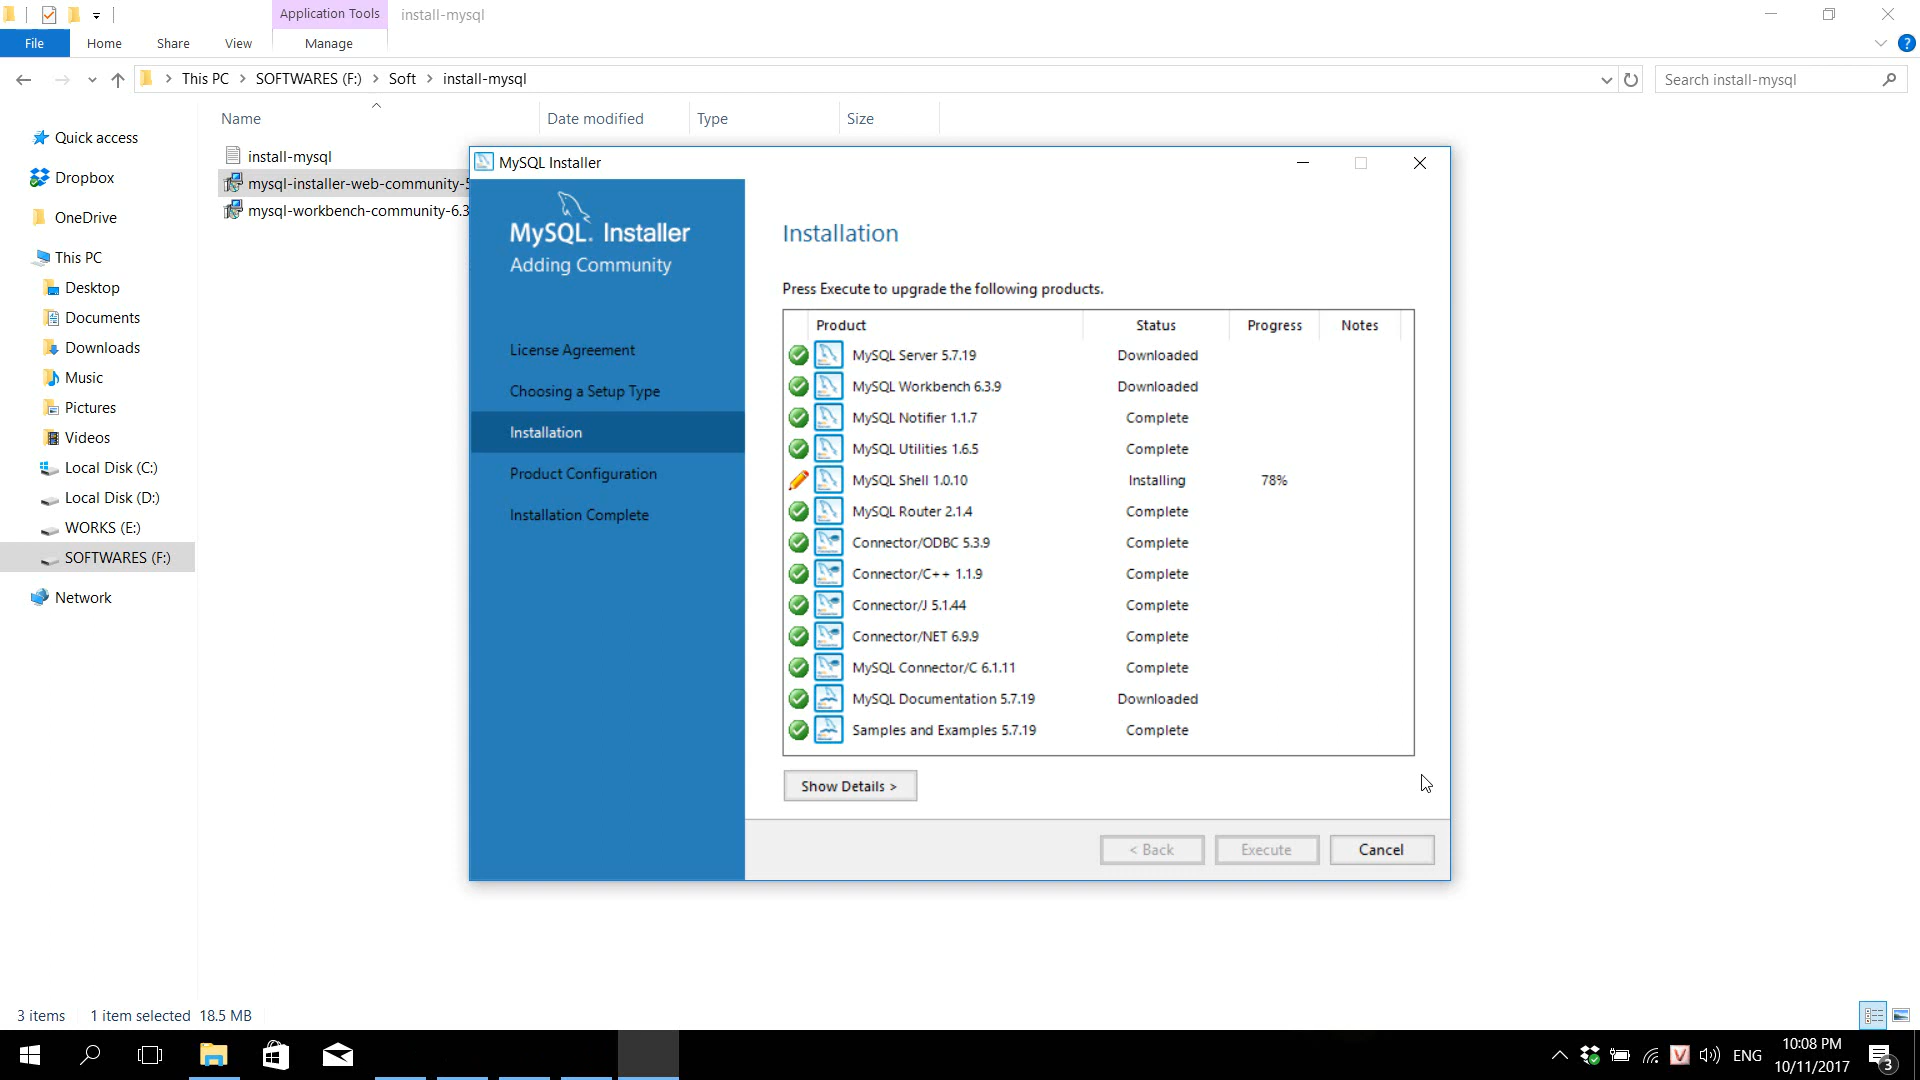 Application Tools
install-mysql
File
Home
Share
View
Manage
This PC
SOFTWARES (F:)
Soft
install-mysql
Search install-mysql
Name
Date modified
Type
Size
Quick access
Dropbox
OneDrive
This PC
Desktop
Documents
Downloads
Music
Pictures
Videos
Local Disk (C:)
Local Disk (D:)
WORKS (E:)
SOFTWARES (F:)
Network
install-mysql
mysql-installer-web-community-5
mysql-workbench-community-6.3
MySQL Installer
MySQL. Installer
Adding Community
License Agreement
Choosing a Setup Type
Installation
Product Configuration
Installation Complete
Installation
Press Execute to upgrade the following products.
Product Status Progress Notes
MySQL Server 5.7.19 Downloaded
MySQL Workbench 6.3.9 Downloaded
MySQL Notifier 1.1.7 Complete
MySQL Utilities 1.6.5 Complete
MySQL Shell 1.0.10 Installing 78%
MySQL Router 2.1.4 Complete
Connector/ODBC 5.3.9 Complete
Connector/C++ 1.1.9 Complete
Connector/J 5.1.44 Complete
Connector/NET 6.9.9 Complete
MySQL Connector/C 6.1.11 Complete
MySQL Documentation 5.7.19 Downloaded
Samples and Examples 5.7.19 Complete
Show Details >
< Back
Execute
Cancel
3 items 1 item selected 18.5 MB
V
ENG
10:08 PM
10/11/2017
3